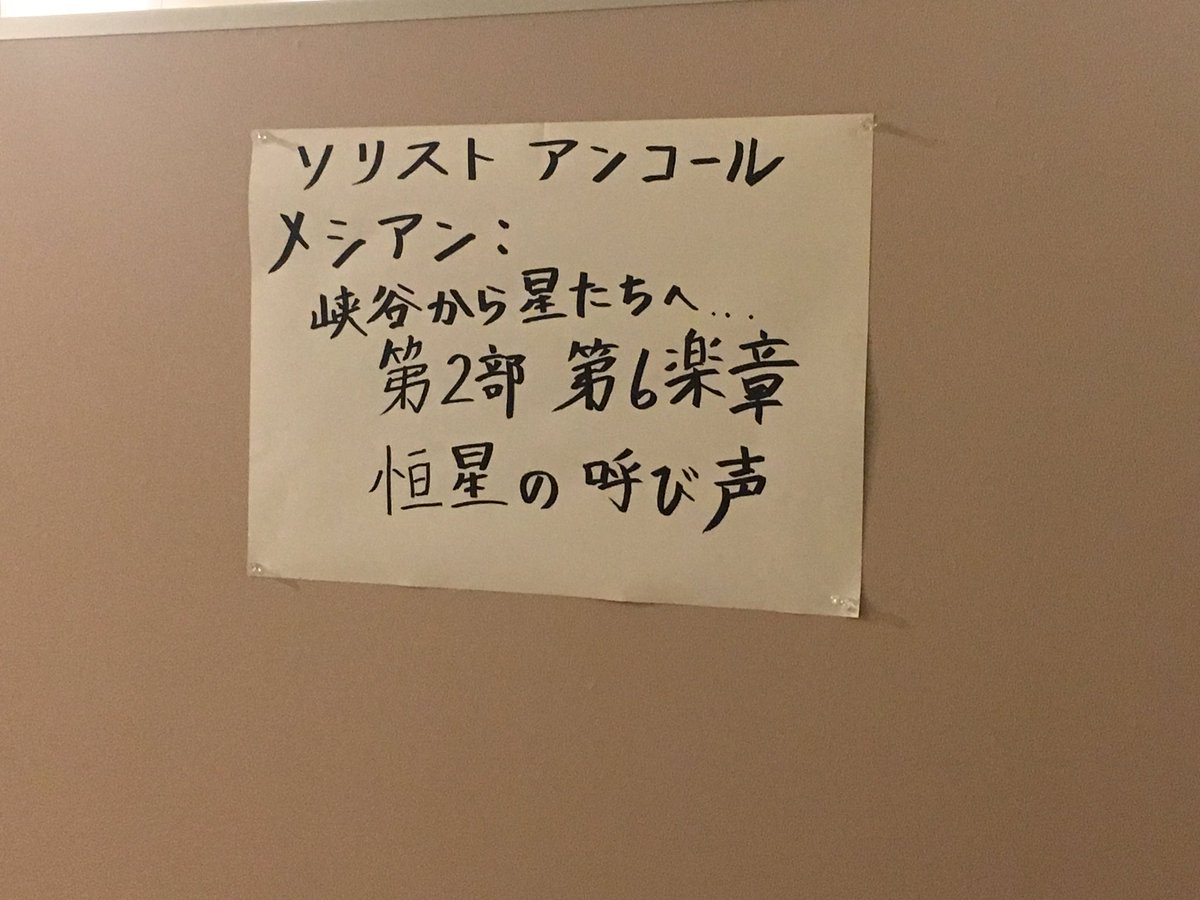 ソリスト アンコール
メシアン:
峡谷から星たちへ...
第2部 第6楽章
恒星の呼び声